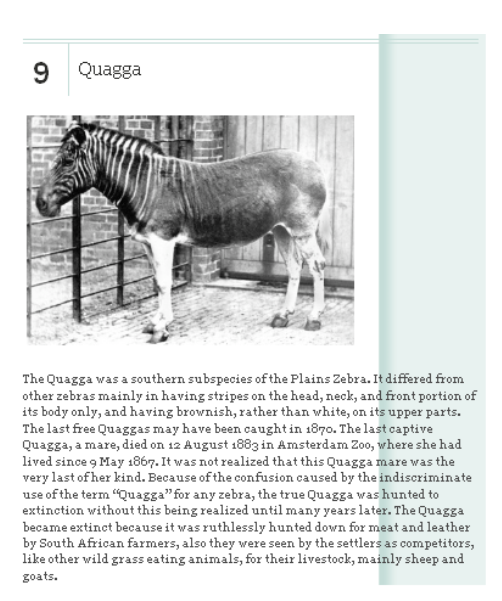 9
Quagga
The Quagga was a southern subspecies of the Plains Zebra. It differed from
other zebras mainly in having stripes on the head, neck, and front portion of
its body only, and having brownish, rather than white, on its upper parts.
The last free Quaggas may have been caught in 1870. The last captive
Quagga, a mare, died on 12 August 1883 in Amsterdam Zoo, where she had
lived since 9 May 1867. It was not realized that this Quagga mare was the
very last of her kind. Because of the confusion caused by the indiscriminate
use of the term “Quagga” for any zebra, the true Quagga was hunted to
extinction without this being realized until many years later. The Quagga
became extinct because it was ruthlessly hunted down for meat and leather
by South African farmers, also they were seen by the settlers as competitors,
like other wild grass eating animals, for their livestock, mainly sheep and
goats.